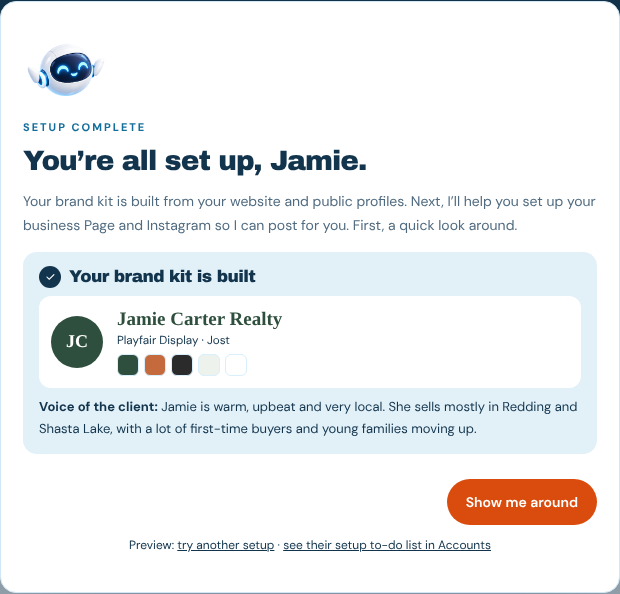 SETUP COMPLETE
You’re all set up, Jamie.
Your brand kit is built from your website and public profiles. Next, I’ll help you set up your
business Page and Instagram so I can post for you. First, a quick look around.
Your brand kit is built
JC
Jamie Carter Realty
Playfair Display · Jost
Voice of the client: Jamie is warm, upbeat and very local. She sells mostly in Redding and
Shasta Lake, with a lot of first-time buyers and young families moving up.
Show me around
Preview: try another setup · see their setup to-do list in Accounts